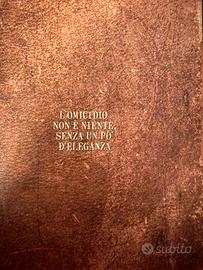 L'OMICIDIO
NON È NIENTE,
SENZA UN PO'
D'ELEGANZA
subito